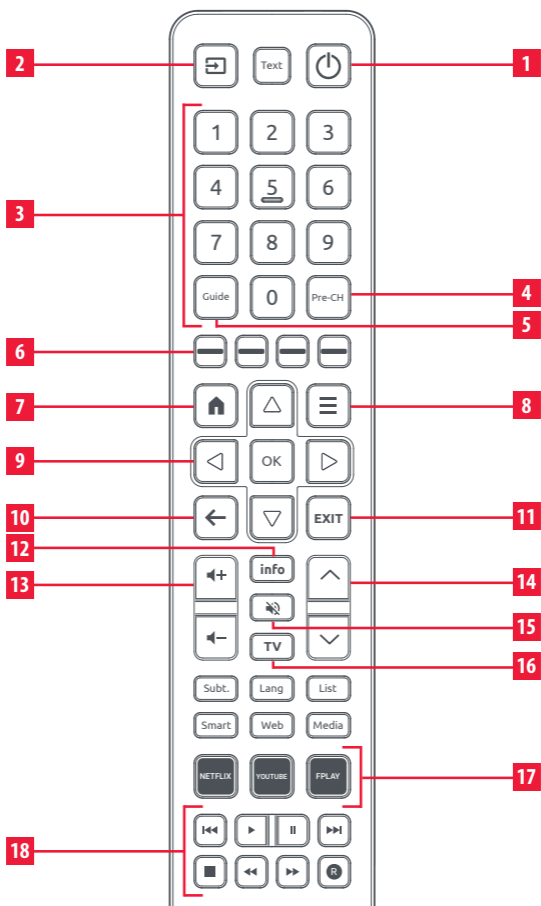 2 Text 1
1 2 3
4 5 6
3
7 8 9
Guide 0 Pre-CH 4
5
6
7 8
9 OK
10 EXIT 11
12 info
13 + 14
15
- TV 16
Subt. Lang List
Smart Web Media
NETFLIX YOUTUBE FPLAY 17
18
R